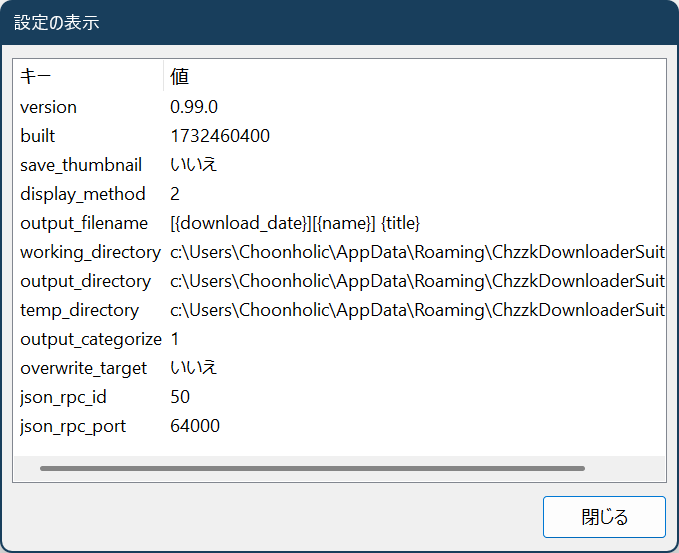 設定の表示
キー 値
version 0.99.0
built 1732460400
save_thumbnail いいえ
display_method 2
output_filename [{download_date}][{name}] {title}
working_directory c:\Users\Choonholic\AppData\Roaming\ChzzkDownloaderSuit
output_directory c:\Users\Choonholic\AppData\Roaming\ChzzkDownloaderSuit
temp_directory c:\Users\Choonholic\AppData\Roaming\ChzzkDownloaderSuit
output_categorize 1
overwrite_target いいえ
json_rpc_id 50
json_rpc_port 64000
閉じる